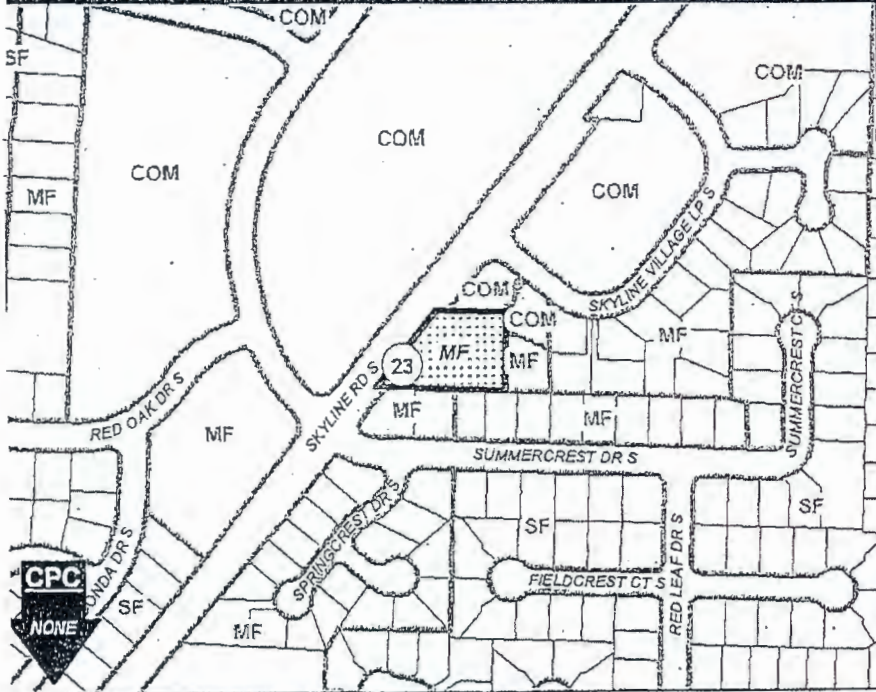 COM
SF
COM
COM
COM
MF
COM
SKYLINE VILLAGE LP S
COM
COM
MF
MF
MF
23
SUMMERCREST CT S
SKYLINE RD S
RED OAK DR S
MF
MF
MF
SUMMERCREST DR S
SPRINGCREST DR S
SF
SF
ONDA DR S
FIELDCREST CT S
RED LEAF DR S
CPC
NONE
SF
MF